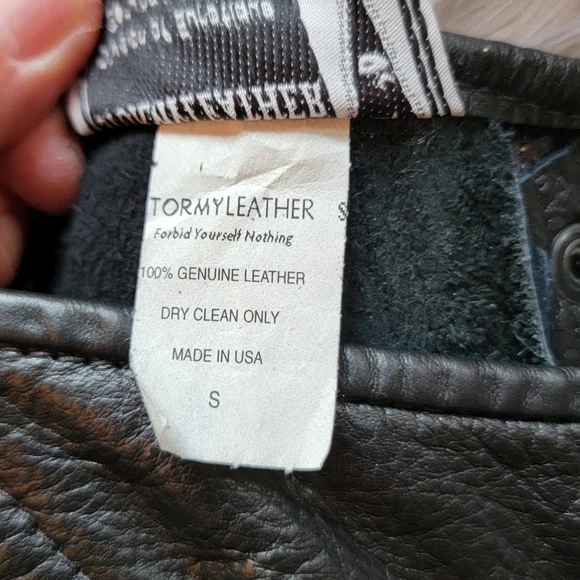 TORMYLEATHER S
Forbid Yourself Nothing
100% GENUINE LEATHER
DRY CLEAN ONLY
MADE IN USA
S